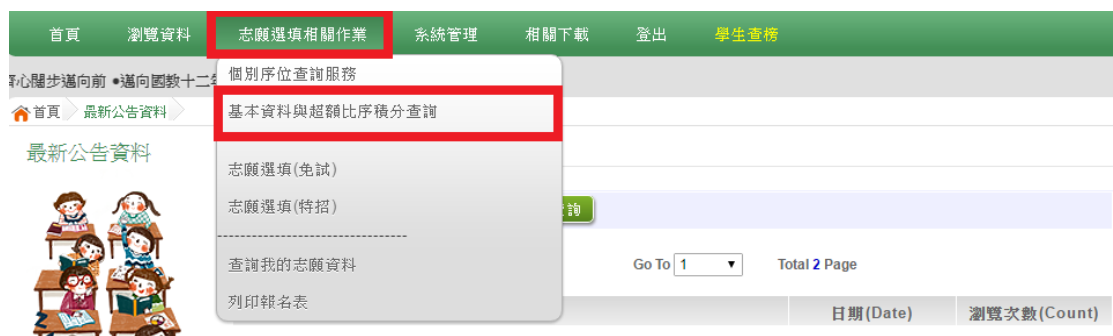 首頁 瀏覽資料 志願選填相關作業 系統管理 相關下載 登出 學生查榜
心闊步邁向前 •邁向國教十二
個別序位查詢服務
首頁 最新公告資料
基本資料與超額比序積分查詢
最新公告資料
志願選填(免試)
志願選填(特招)
詢
--------------------------------
查詢我的志願資料
Go To 1 Total 2 Page
列印報名表
日期(Date) 瀏覽次數(Count)